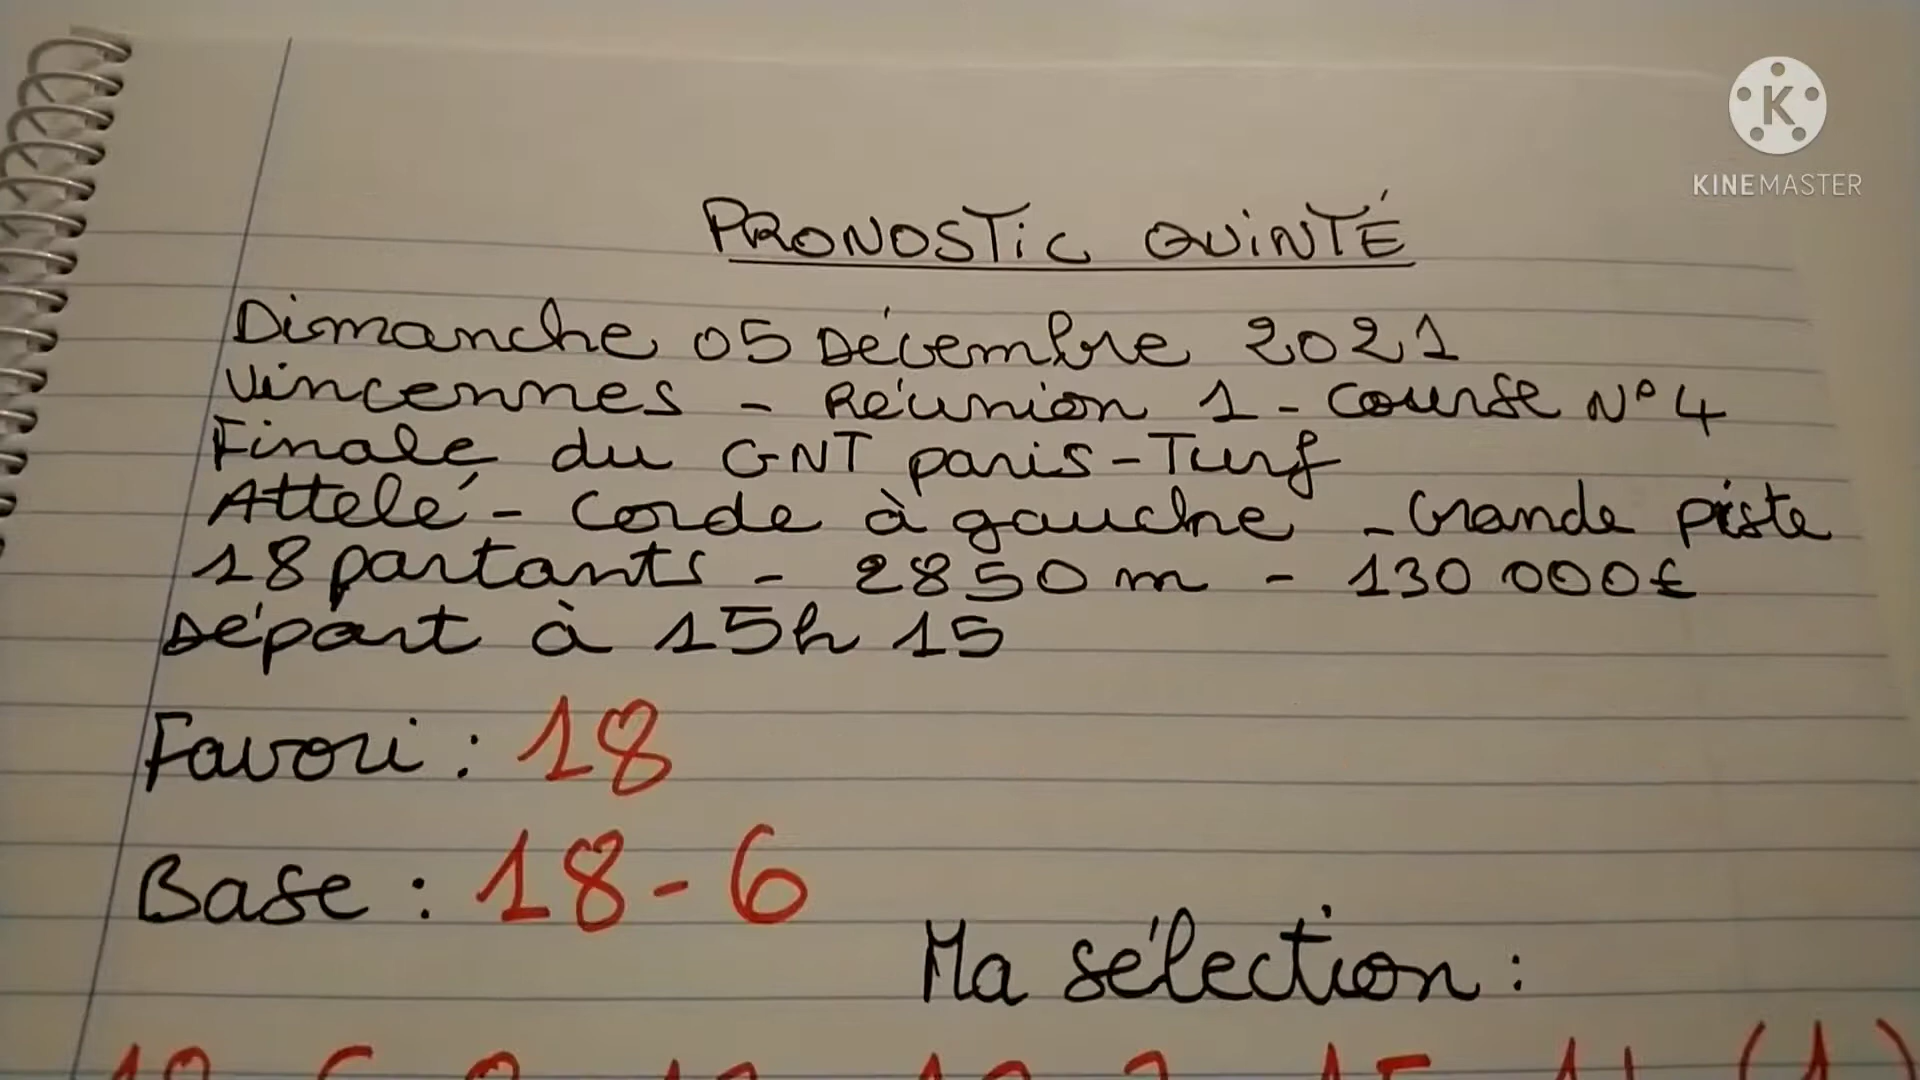 KINEMASTER
PRONOSTIC QUINTÉ
Dimanche 05 Décembre 2021
Vincennes - Réunion 1 - Course N° 4
Finale du GNT paris-Turf
Attelé - Corde à gauche - Grande piste
18 partants - 2850 m - 130 000€
Départ à 15h 15
Favori : 18
Base : 18 - 6
Ma sélection :